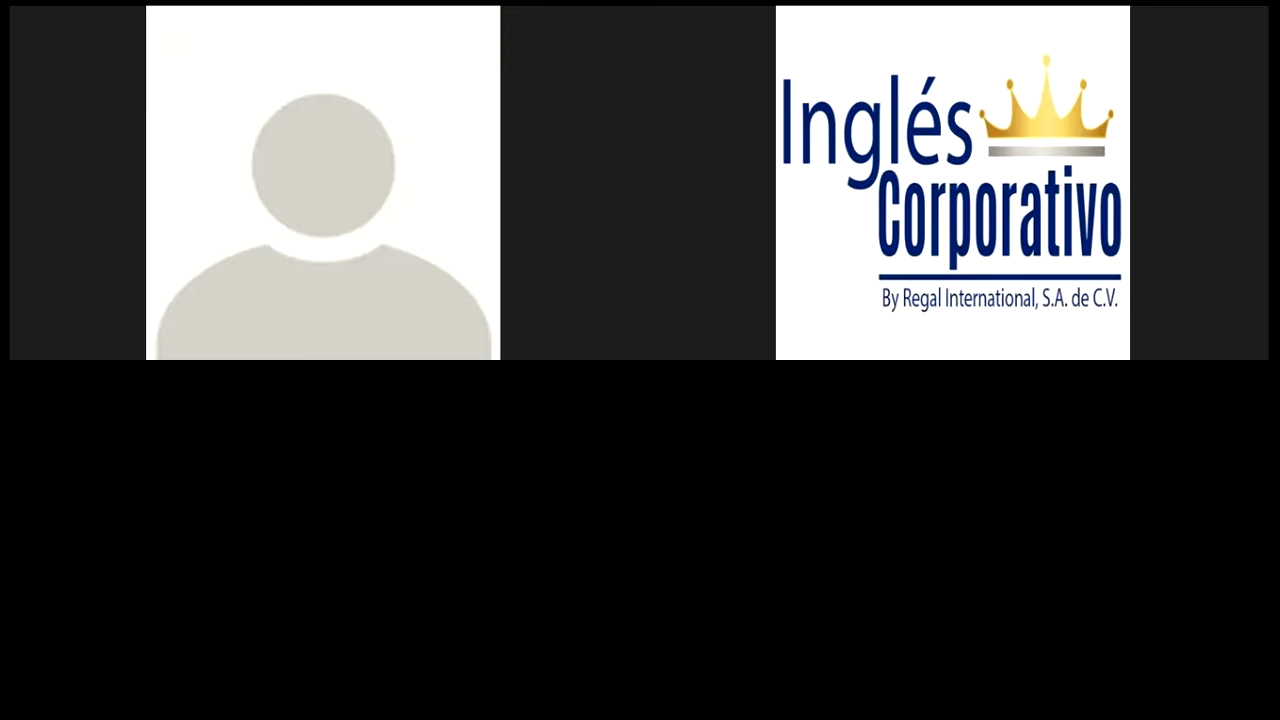 Inglés
Corporativo
By Regal International, S.A. de C.V.